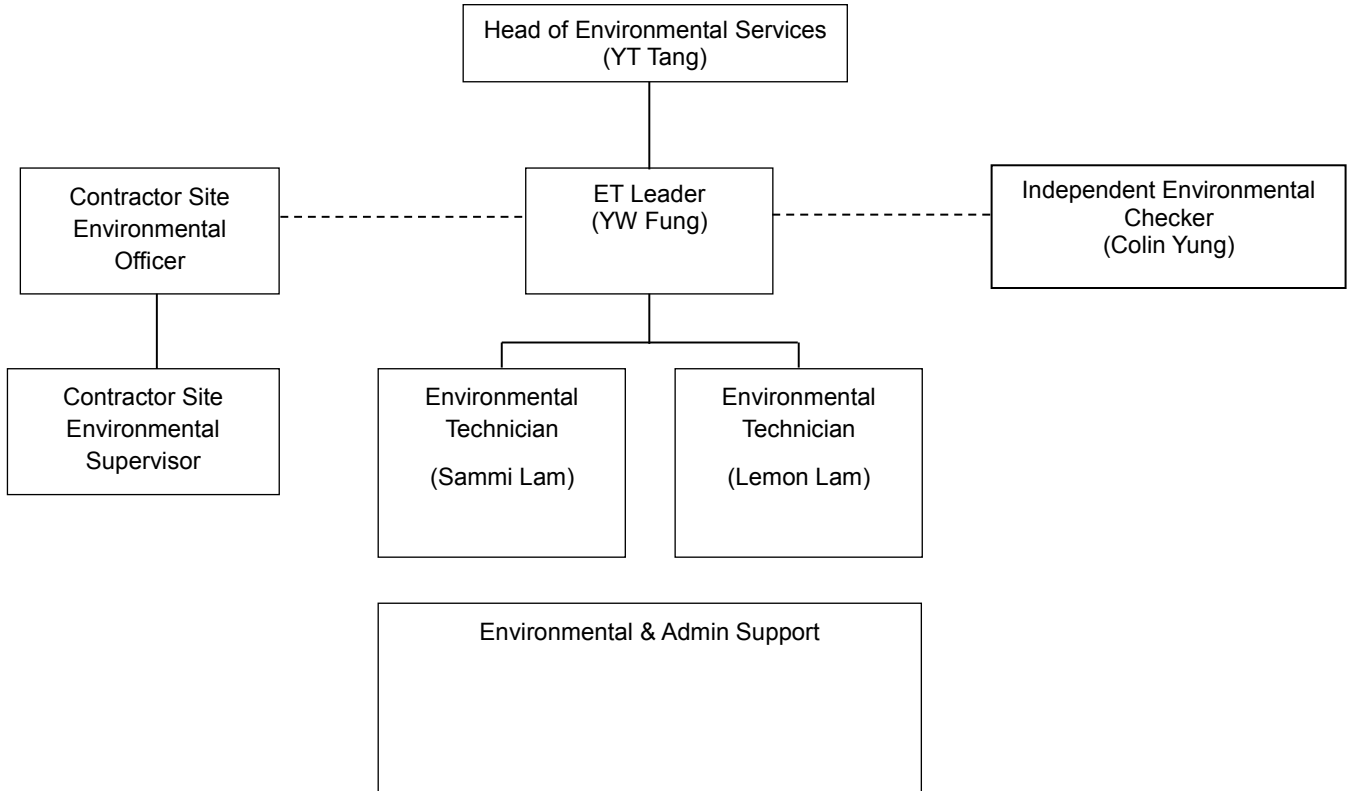 Head of Environmental Services
(YT Tang)
Contractor Site
Environmental
Officer
ET Leader
(YW Fung)
Independent Environmental
Checker
(Colin Yung)
Contractor Site
Environmental
Supervisor
Environmental
Technician
(Sammi Lam)
Environmental
Technician
(Lemon Lam)
Environmental & Admin Support